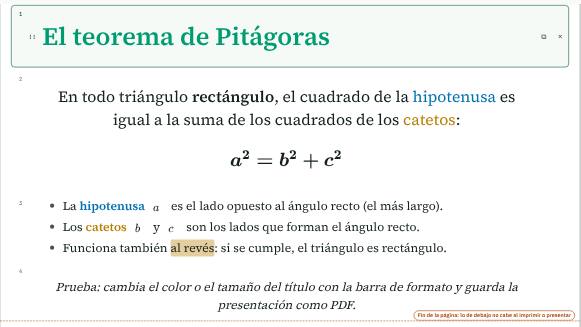 1
El teorema de Pitágoras
2
En todo triángulo rectángulo, el cuadrado de la hipotenusa es
igual a la suma de los cuadrados de los catetos:
a² = b² + c²
3
• La hipotenusa a es el lado opuesto al ángulo recto (el más largo).
• Los catetos b y c son los lados que forman el ángulo recto.
• Funciona también al revés: si se cumple, el triángulo es rectángulo.
4
Prueba: cambia el color o el tamaño del título con la barra de formato y guarda la
presentación como PDF.
Fin de la página: lo de debajo no cabe al imprimir o presentar